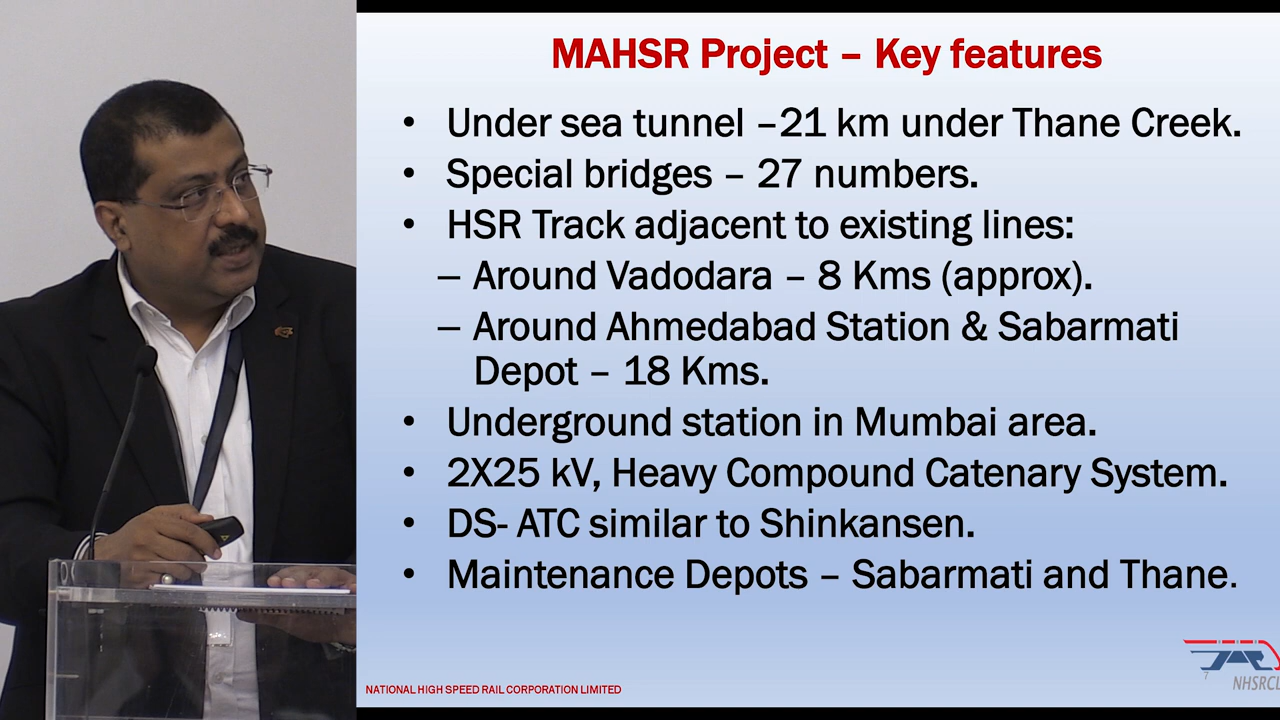 MAHSR Project – Key features
• Under sea tunnel –21 km under Thane Creek.
• Special bridges – 27 numbers.
• HSR Track adjacent to existing lines:
– Around Vadodara – 8 Kms (approx).
– Around Ahmedabad Station & Sabarmati
Depot – 18 Kms.
• Underground station in Mumbai area.
• 2X25 kV, Heavy Compound Catenary System.
• DS- ATC similar to Shinkansen.
• Maintenance Depots – Sabarmati and Thane.
7
NHSRCL
NATIONAL HIGH SPEED RAIL CORPORATION LIMITED